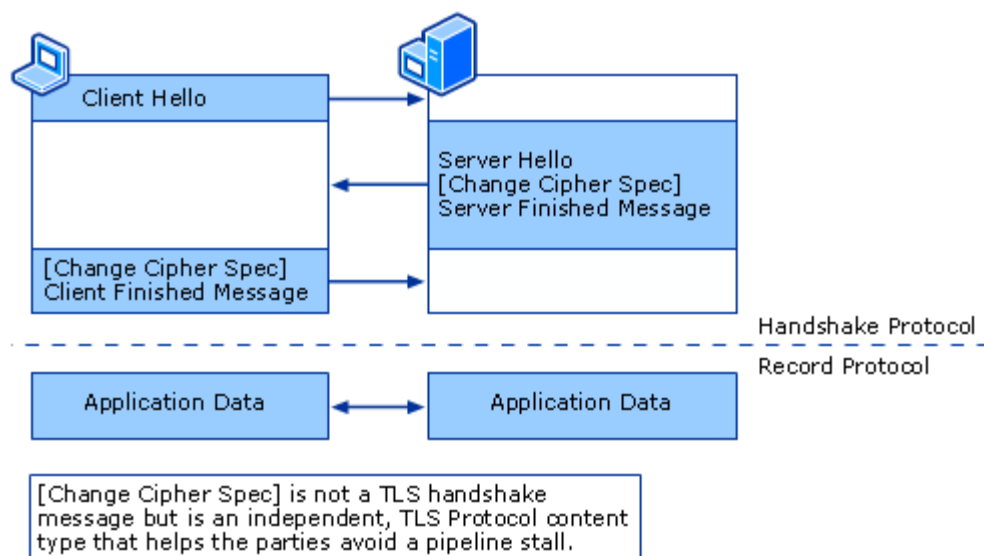 Client Hello
Server Hello
[Change Cipher Spec]
Server Finished Message
[Change Cipher Spec]
Client Finished Message
Handshake Protocol
Record Protocol
Application Data
Application Data
[Change Cipher Spec] is not a TLS handshake
message but is an independent, TLS Protocol content
type that helps the parties avoid a pipeline stall.